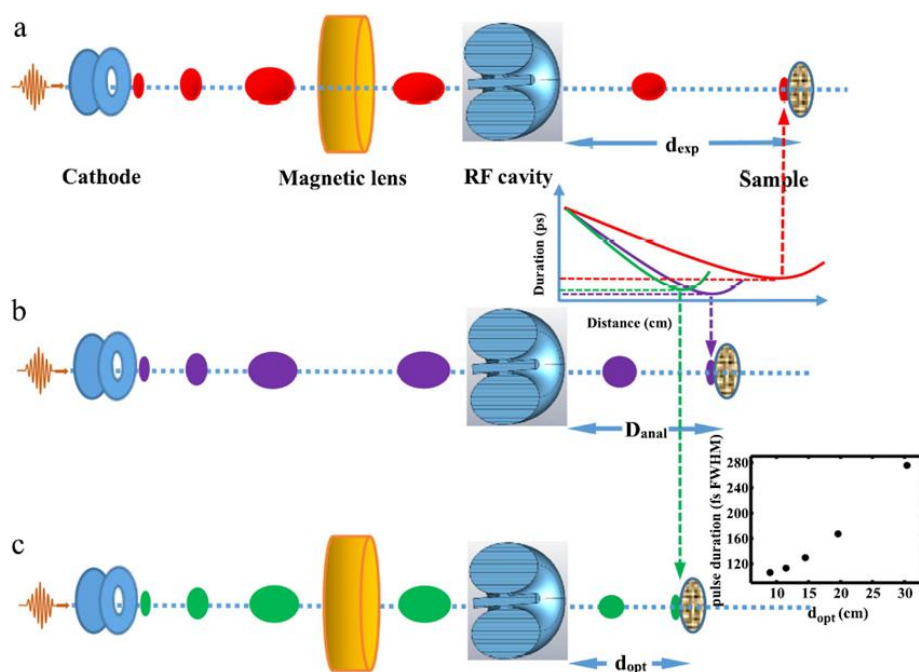 a
d_exp
Cathode
Magnetic lens
RF cavity
Sample
Duration (ps)
Distance (cm)
b
D_anal
c
pulse duration (fs FWHM)
280
240
200
160
120
10 15 20 25 30
d_opt (cm)
d_opt